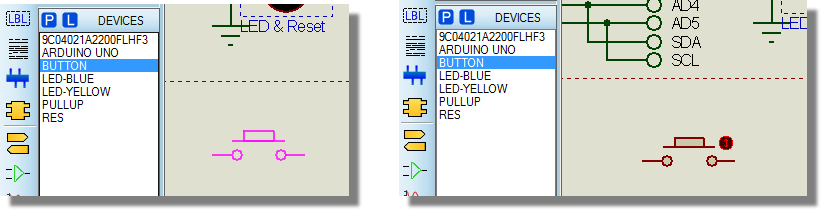 LBL
P L DEVICES
9C04021A2200FLHF3
ARDUINO UNO
BUTTON
LED-BLUE
LED-YELLOW
PULLUP
RES
LED & Reset
LBL
P L DEVICES
9C04021A2200FLHF3
ARDUINO UNO
BUTTON
LED-BLUE
LED-YELLOW
PULLUP
RES
AD4
AD5
SDA
SCL
LED